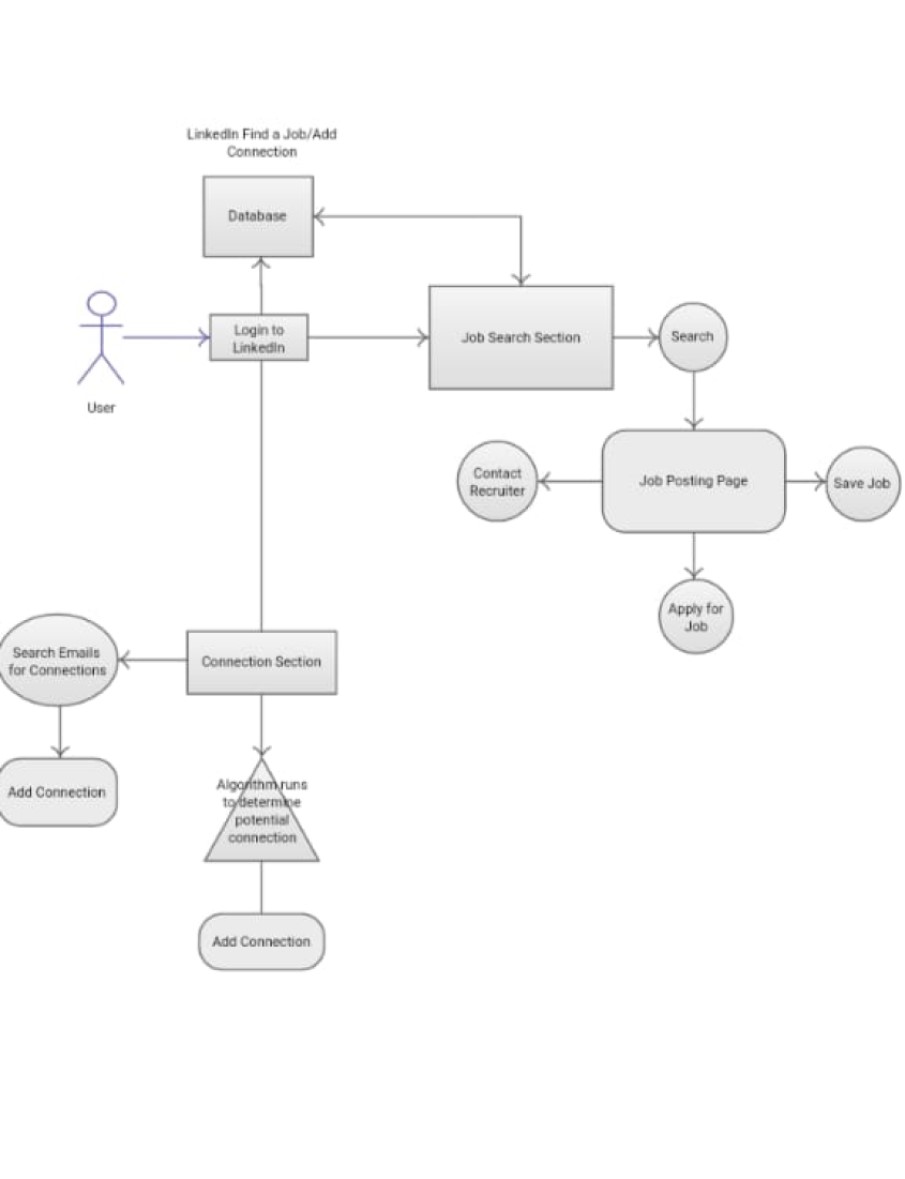 LinkedIn Find a Job/Add
Connection
Database
Login to
LinkedIn
User
Job Search Section
Search
Contact
Recruiter
Job Posting Page
Save Job
Apply for
Job
Search Emails
for Connections
Connection Section
Add Connection
Algorithm runs
to determine
potential
connection
Add Connection